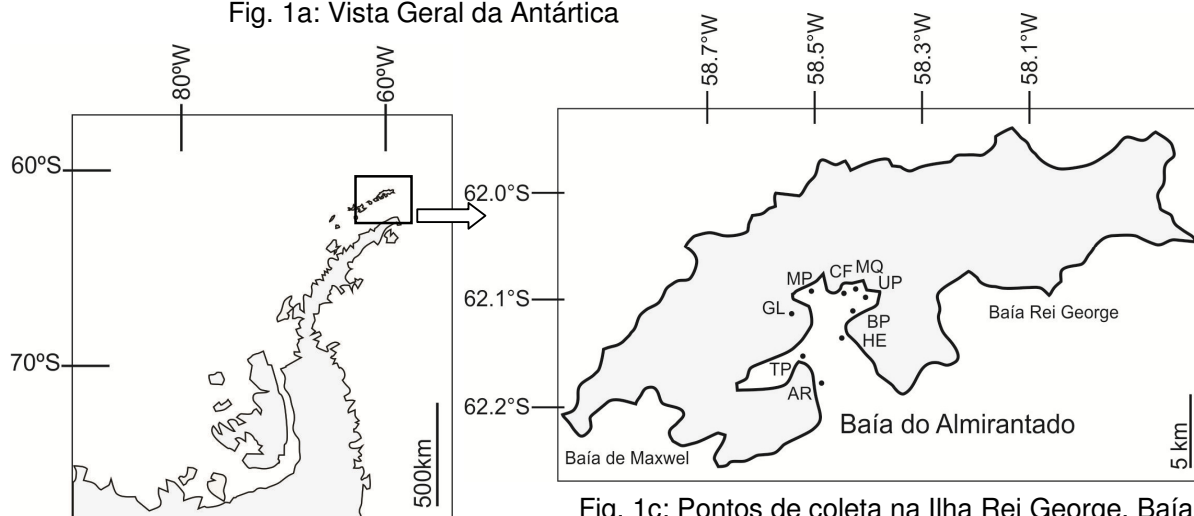 Fig. 1a: Vista Geral da Antártica
80ºW
60ºW
60ºS
70ºS
500km
58.7°W
58.5°W
58.3°W
58.1°W
62.0°S
62.1°S
62.2°S
MP
CF
MQ
UP
GL
BP
HE
TP
AR
Baía Rei George
Baía do Almirantado
Baía de Maxwel
5 km
Fig. 1c: Pontos de coleta na Ilha Rei George, Baía